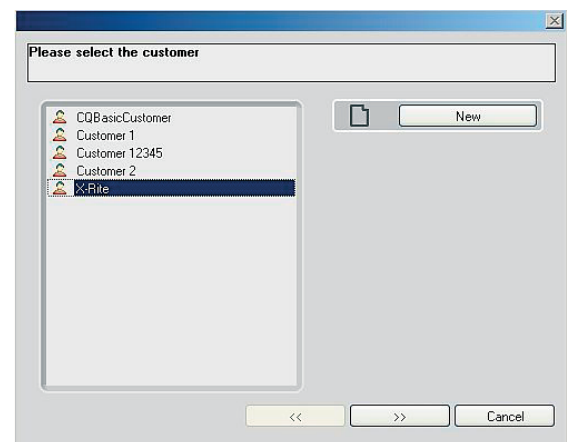 Please select the customer
CQBasicCustomer
Customer 1
Customer 12345
Customer 2
X-Rite
New
<<
>>
Cancel